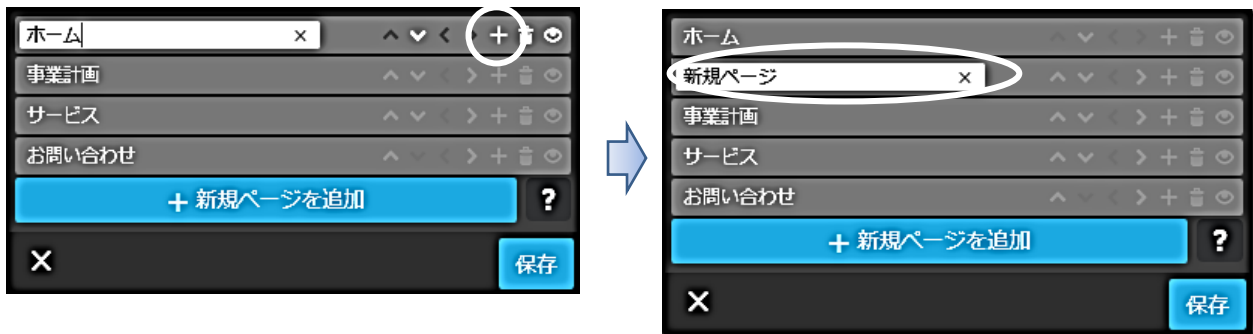 ホーム
事業計画
サービス
お問い合わせ
+ 新規ページを追加 ?
保存
ホーム
新規ページ
事業計画
サービス
お問い合わせ
+ 新規ページを追加 ?
保存